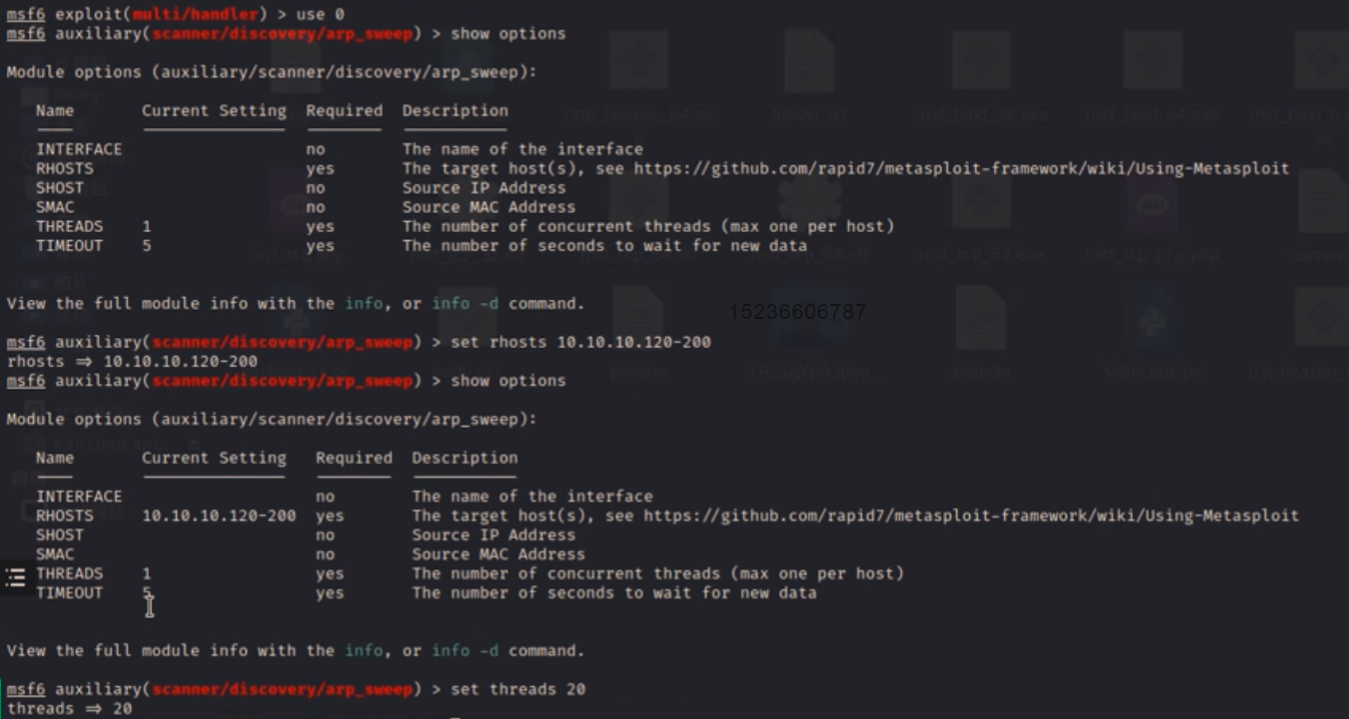 msf6 exploit(multi/handler) > use 0
msf6 auxiliary(scanner/discovery/arp_sweep) > show options
Module options (auxiliary/scanner/discovery/arp_sweep):
Name Current Setting Required Description
INTERFACE no The name of the interface
RHOSTS yes The target host(s), see https://github.com/rapid7/metasploit-framework/wiki/Using-Metasploit
SHOST no Source IP Address
SMAC no Source MAC Address
THREADS 1 yes The number of concurrent threads (max one per host)
TIMEOUT 5 yes The number of seconds to wait for new data
View the full module info with the info, or info -d command.
15236606787
msf6 auxiliary(scanner/discovery/arp_sweep) > set rhosts 10.10.10.120-200
rhosts ⇒ 10.10.10.120-200
msf6 auxiliary(scanner/discovery/arp_sweep) > show options
Module options (auxiliary/scanner/discovery/arp_sweep):
Name Current Setting Required Description
INTERFACE no The name of the interface
RHOSTS 10.10.10.120-200 yes The target host(s), see https://github.com/rapid7/metasploit-framework/wiki/Using-Metasploit
SHOST no Source IP Address
SMAC no Source MAC Address
THREADS 1 yes The number of concurrent threads (max one per host)
TIMEOUT 5 yes The number of seconds to wait for new data
View the full module info with the info, or info -d command.
msf6 auxiliary(scanner/discovery/arp_sweep) > set threads 20
threads ⇒ 20